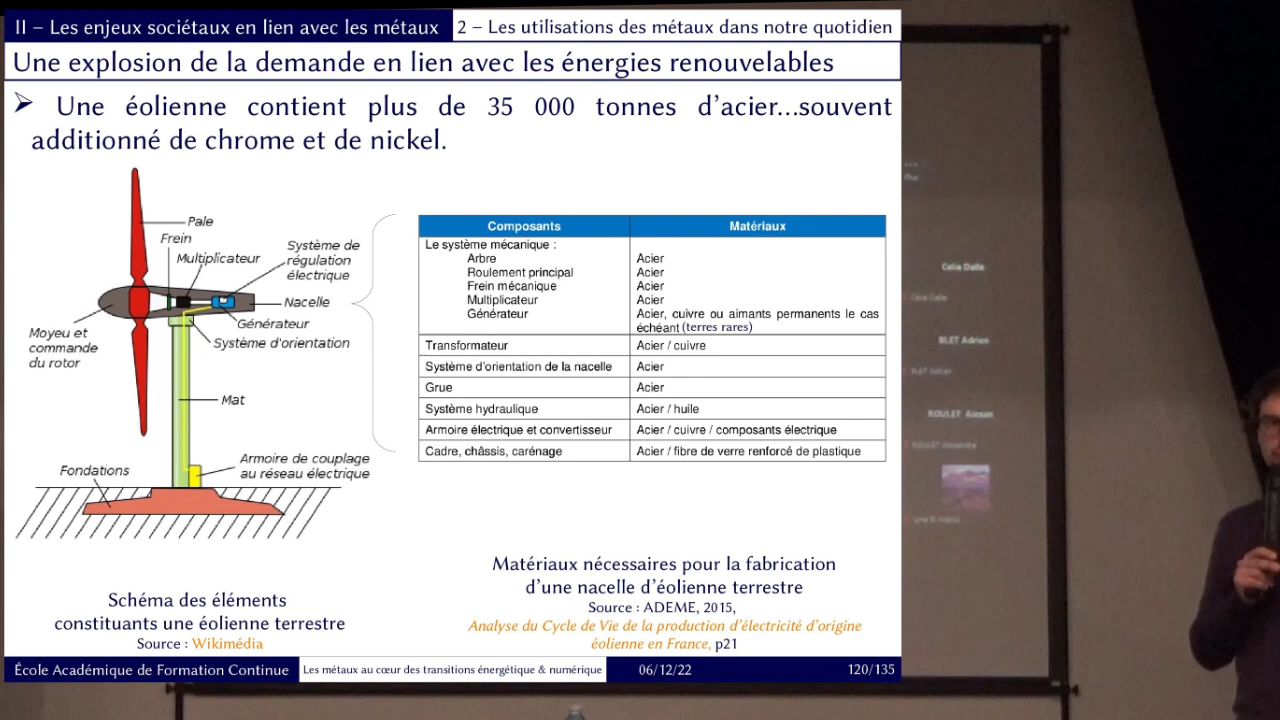 II – Les enjeux sociétaux en lien avec les métaux
2 – Les utilisations des métaux dans notre quotidien
Une explosion de la demande en lien avec les énergies renouvelables
➢ Une éolienne contient plus de 35 000 tonnes d’acier...souvent
additionné de chrome et de nickel.
Pale
Frein
Multiplicateur
Système de
régulation
électrique
Nacelle
Générateur
Système d'orientation
Moyeu et
commande
du rotor
Mat
Armoire de couplage
au réseau électrique
Fondations
Schéma des éléments
constituants une éolienne terrestre
Source : Wikimédia
Composants Matériaux
Le système mécanique :
Arbre Acier
Roulement principal Acier
Frein mécanique Acier
Multiplicateur Acier
Générateur Acier, cuivre ou aimants permanents le cas
échéant (terres rares)
Transformateur Acier / cuivre
Système d'orientation de la nacelle Acier
Grue Acier
Système hydraulique Acier / huile
Armoire électrique et convertisseur Acier / cuivre / composants électrique
Cadre, châssis, carénage Acier / fibre de verre renforcé de plastique
Matériaux nécessaires pour la fabrication
d’une nacelle d’éolienne terrestre
Source : ADEME, 2015,
Analyse du Cycle de Vie de la production d’électricité d’origine
éolienne en France, p21
École Académique de Formation Continue
Les métaux au cœur des transitions énergétique & numérique
06/12/22
120/135
Celia Dalle
BLET Adrien
ROULET Alexan
ROULET Alexandre